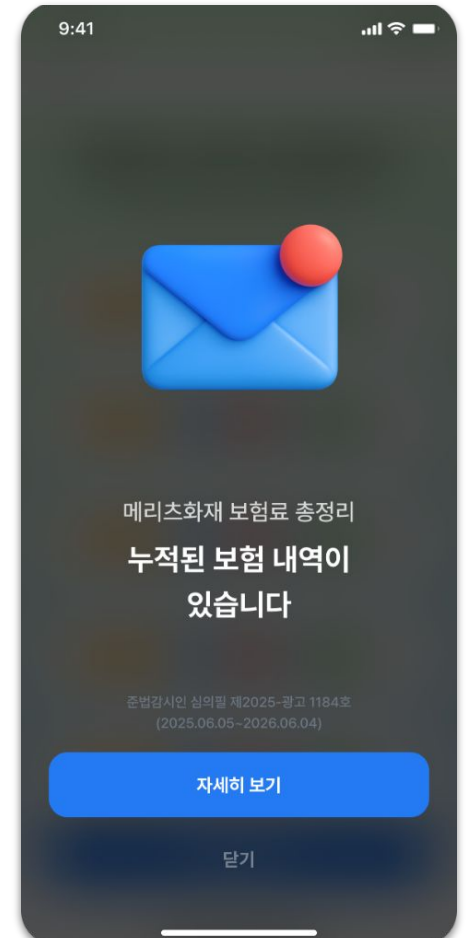 9:41
메리츠화재 보험료 총정리
누적된 보험 내역이
있습니다
준법감시인 심의필 제2025-광고 1184호
(2025.06.05~2026.06.04)
자세히 보기
닫기